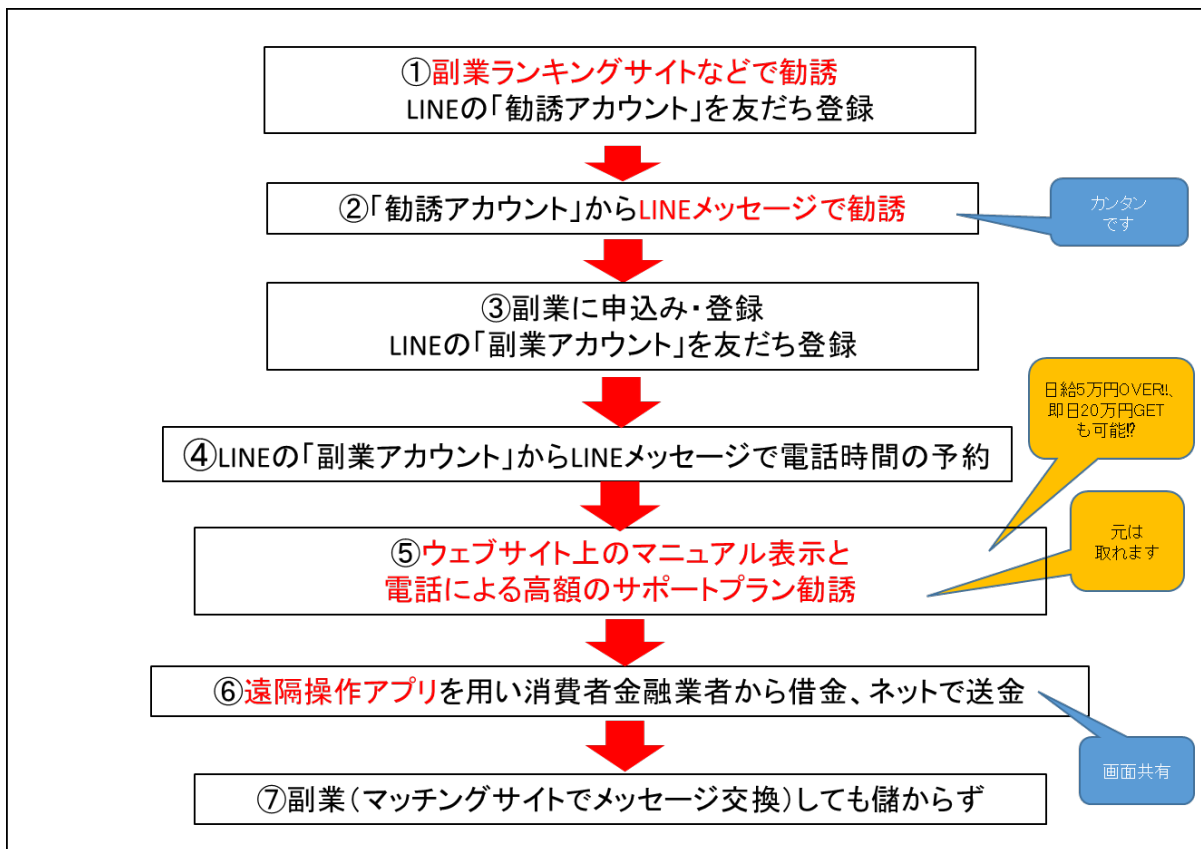 ①副業ランキングサイトなどで勧誘
LINEの「勧誘アカウント」を友だち登録
②「勧誘アカウント」からLINEメッセージで勧誘
カンタン
です
③副業に申込み・登録
LINEの「副業アカウント」を友だち登録
日給5万円OVER!!、
即日20万円GET
も可能!?
④LINEの「副業アカウント」からLINEメッセージで電話時間の予約
⑤ウェブサイト上のマニュアル表示と
電話による高額のサポートプラン勧誘
元は
取れます
⑥遠隔操作アプリを用い消費者金融業者から借金、ネットで送金
画面共有
⑦副業（マッチングサイトでメッセージ交換）しても儲からず